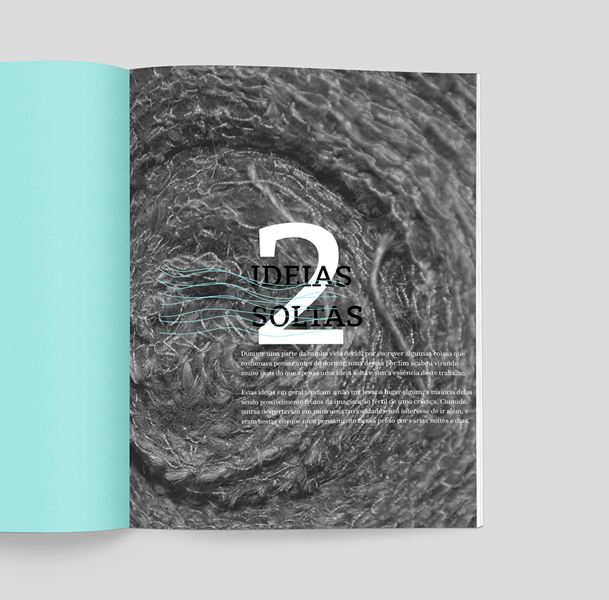 2
IDEIAS
SOLTAS
Durante uma parte da minha vida decidi por escrever algumas coisas que
costumava pensar antes de dormir, uma dessas por fim acabou virando
muito mais do que apenas uma ideia solta e sim a essência deste trabalho.
Estas ideias em geral tendiam a não me levar a lugar algum, a maioria delas
sendo possivelmente frutos da imaginação fértil de uma criança. Contudo,
outras despertavam em mim uma curiosidade e um interesse de ir além, e
eram nestas em que meu pensamento ficava preso por várias noites e dias.